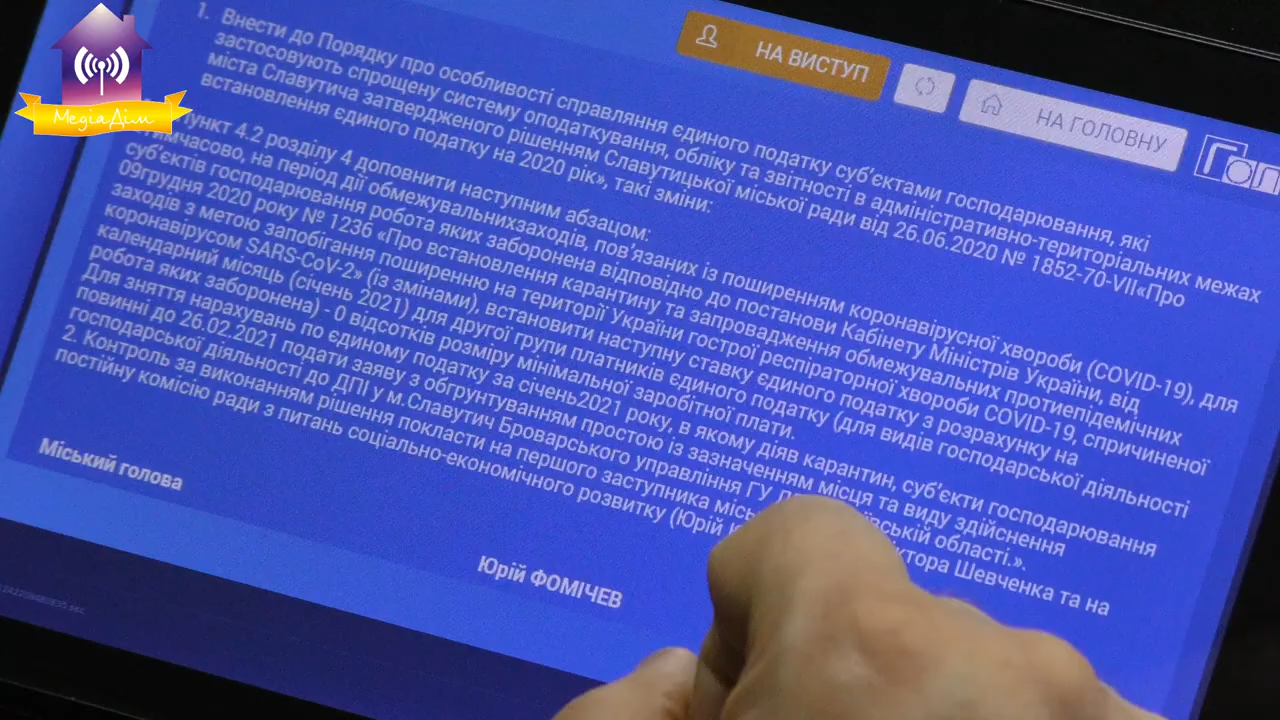 МедіаДім
НА ВИСТУП
НА ГОЛОВНУ
1. Внести до Порядку про особливості справляння єдиного податку суб'єктами господарювання, які
застосовують спрощену систему оподаткування, обліку та звітності в адміністративно-територіальних межах
міста Славутича затвердженого рішенням Славутицької міської ради від 26.06.2020 № 1852-70-VII«Про
встановлення єдиного податку на 2020 рік», такі зміни:
пункт 4.2 розділу 4 доповнити наступним абзацом:
тимчасово, на період дії обмежувальнихзаходів, пов'язаних із поширенням коронавірусної хвороби (COVID-19), для
суб'єктів господарювання робота яких заборонена відповідно до постанови Кабінету Міністрів України, від
09грудня 2020 року № 1236 «Про встановлення карантину та запровадження обмежувальних протиепідемічних
заходів з метою запобігання поширенню на території України гострої респіраторної хвороби COVID-19, спричиненої
коронавірусом SARS-CoV-2» (із змінами), встановити наступну ставку єдиного податку з розрахунку на
календарний місяць (січень 2021) для другої групи платників єдиного податку (для видів господарської діяльності
робота яких заборонена) - 0 відсотків розміру мінімальної заробітної плати.
Для зняття нарахувань по єдиному податку за січень2021 року, в якому діяв карантин, суб'єкти господарювання
повинні до 26.02.2021 подати заяву з обгрунтуванням простою із зазначенням місця та виду здійснення
господарської діяльності до ДПІ у м.Славутич Броварського управління ГУ області.».
2. Контроль за виконанням рішення покласти на першого заступника Шевченка та на
постійну комісію ради з питань соціально-економічного розвитку (Юрій
Міський голова
Юрій ФОМІЧЕВ